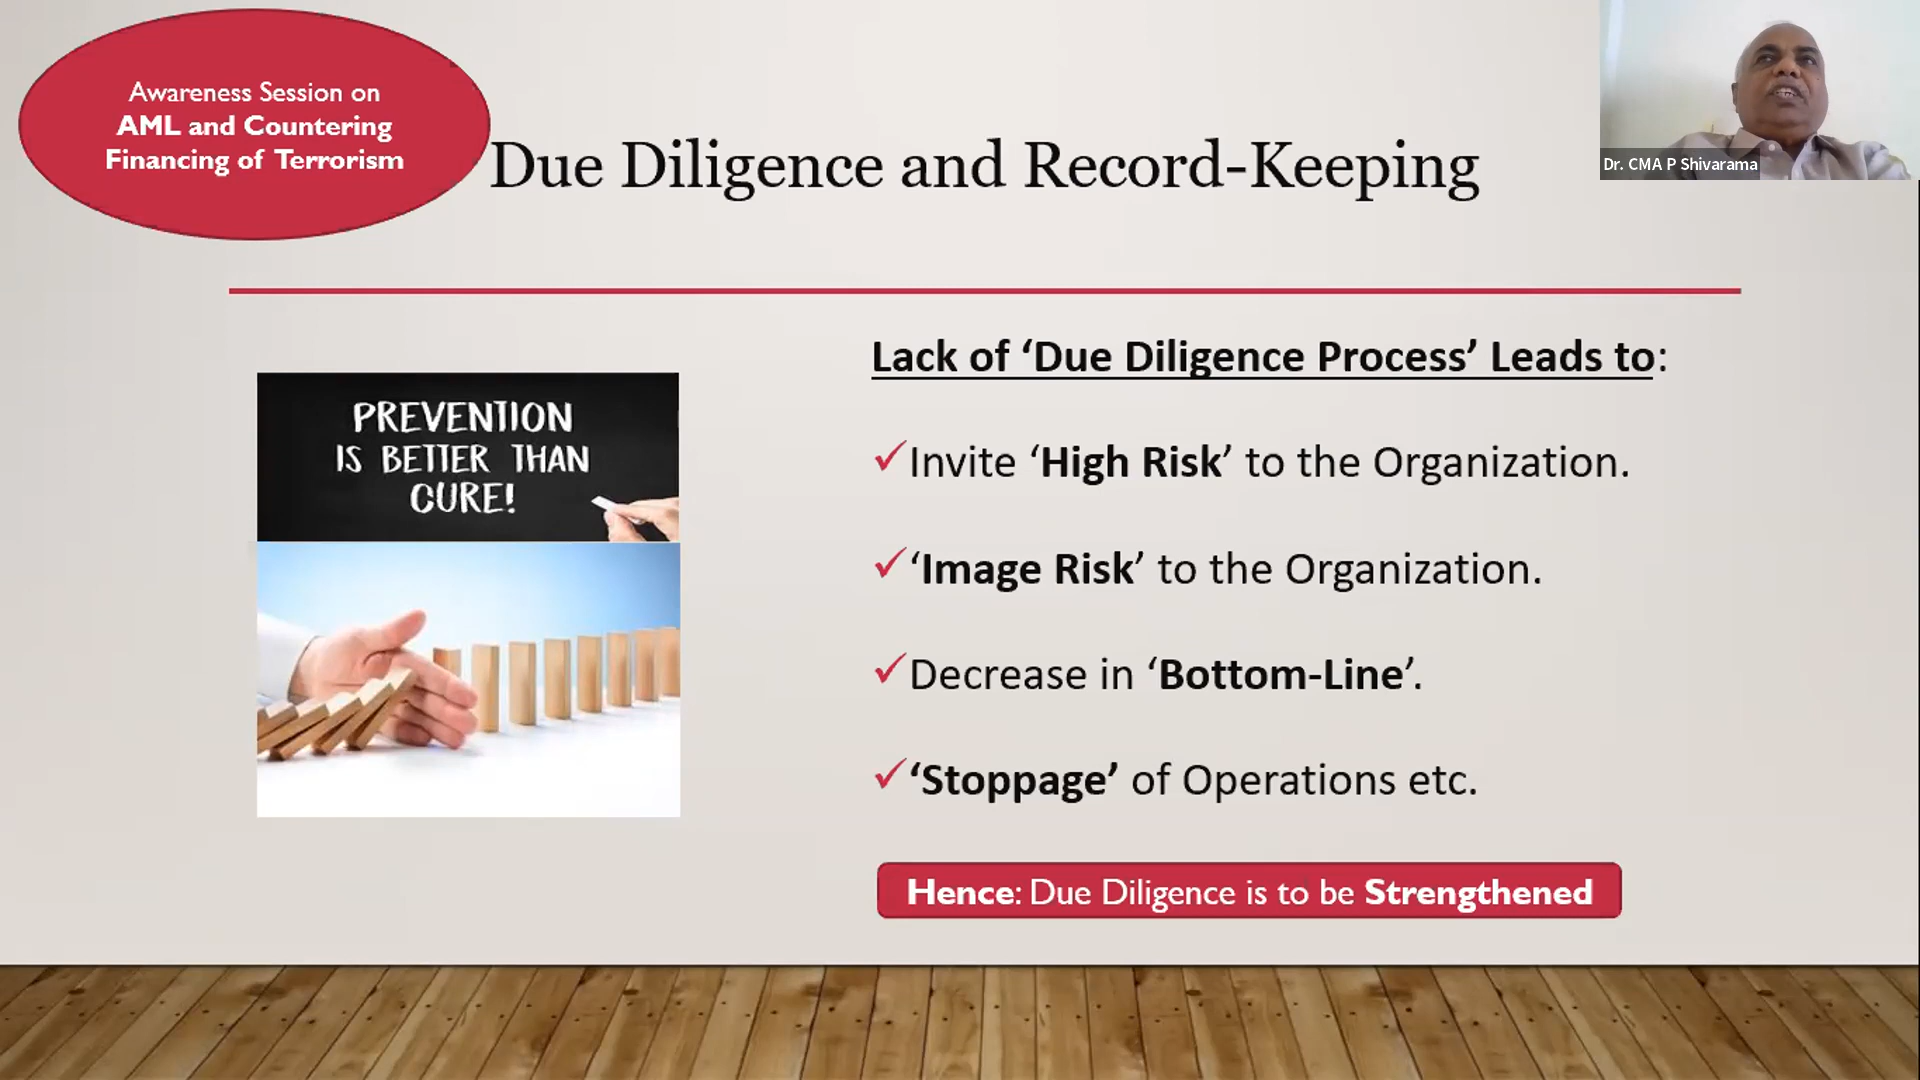 Awareness Session on
AML and Countering
Financing of Terrorism
Due Diligence and Record-Keeping
Dr. CMA P Shivarama
PREVENTION
IS BETTER THAN
CURE!
Lack of ‘Due Diligence Process’ Leads to:
✓Invite ‘High Risk’ to the Organization.
✓‘Image Risk’ to the Organization.
✓Decrease in ‘Bottom-Line’.
✓‘Stoppage’ of Operations etc.
Hence: Due Diligence is to be Strengthened